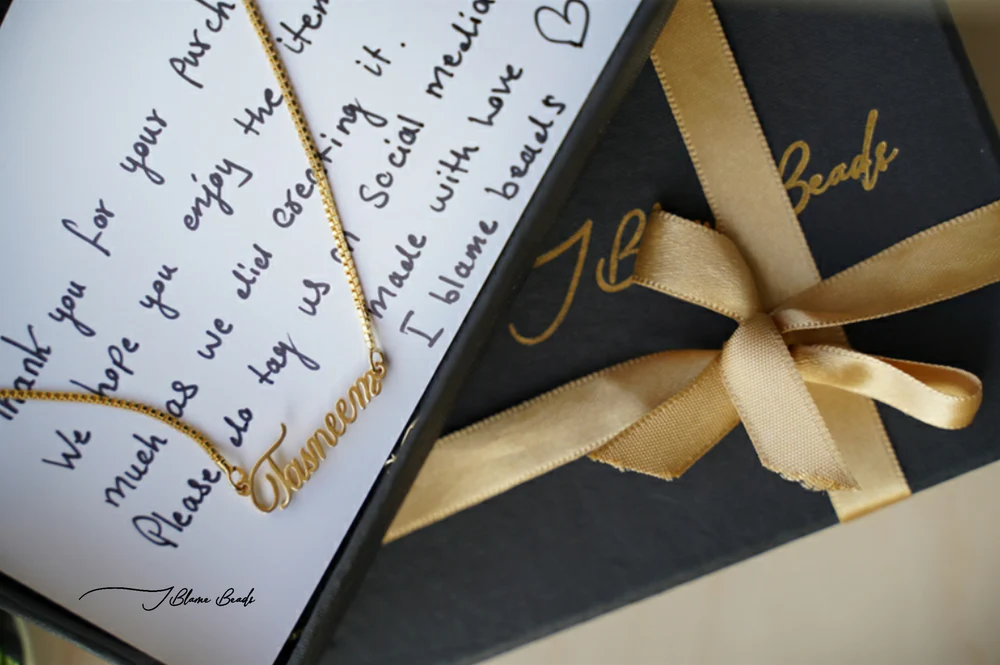 Thank you for your purch
We hope you enjoy the item
much as we did creating it.
Please do tag us on Social media
made with Love
I blame beads
Tasneem
I Blame Beads
I B Beads